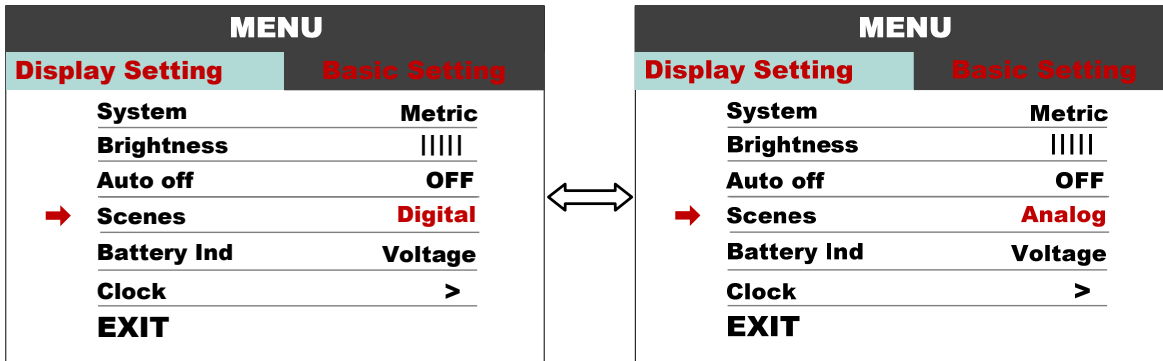 MENU
Display Setting Basic Setting
System Metric
Brightness |||||
Auto off OFF
Scenes Digital
Battery Ind Voltage
Clock >
EXIT
MENU
Display Setting Basic Setting
System Metric
Brightness |||||
Auto off OFF
Scenes Analog
Battery Ind Voltage
Clock >
EXIT